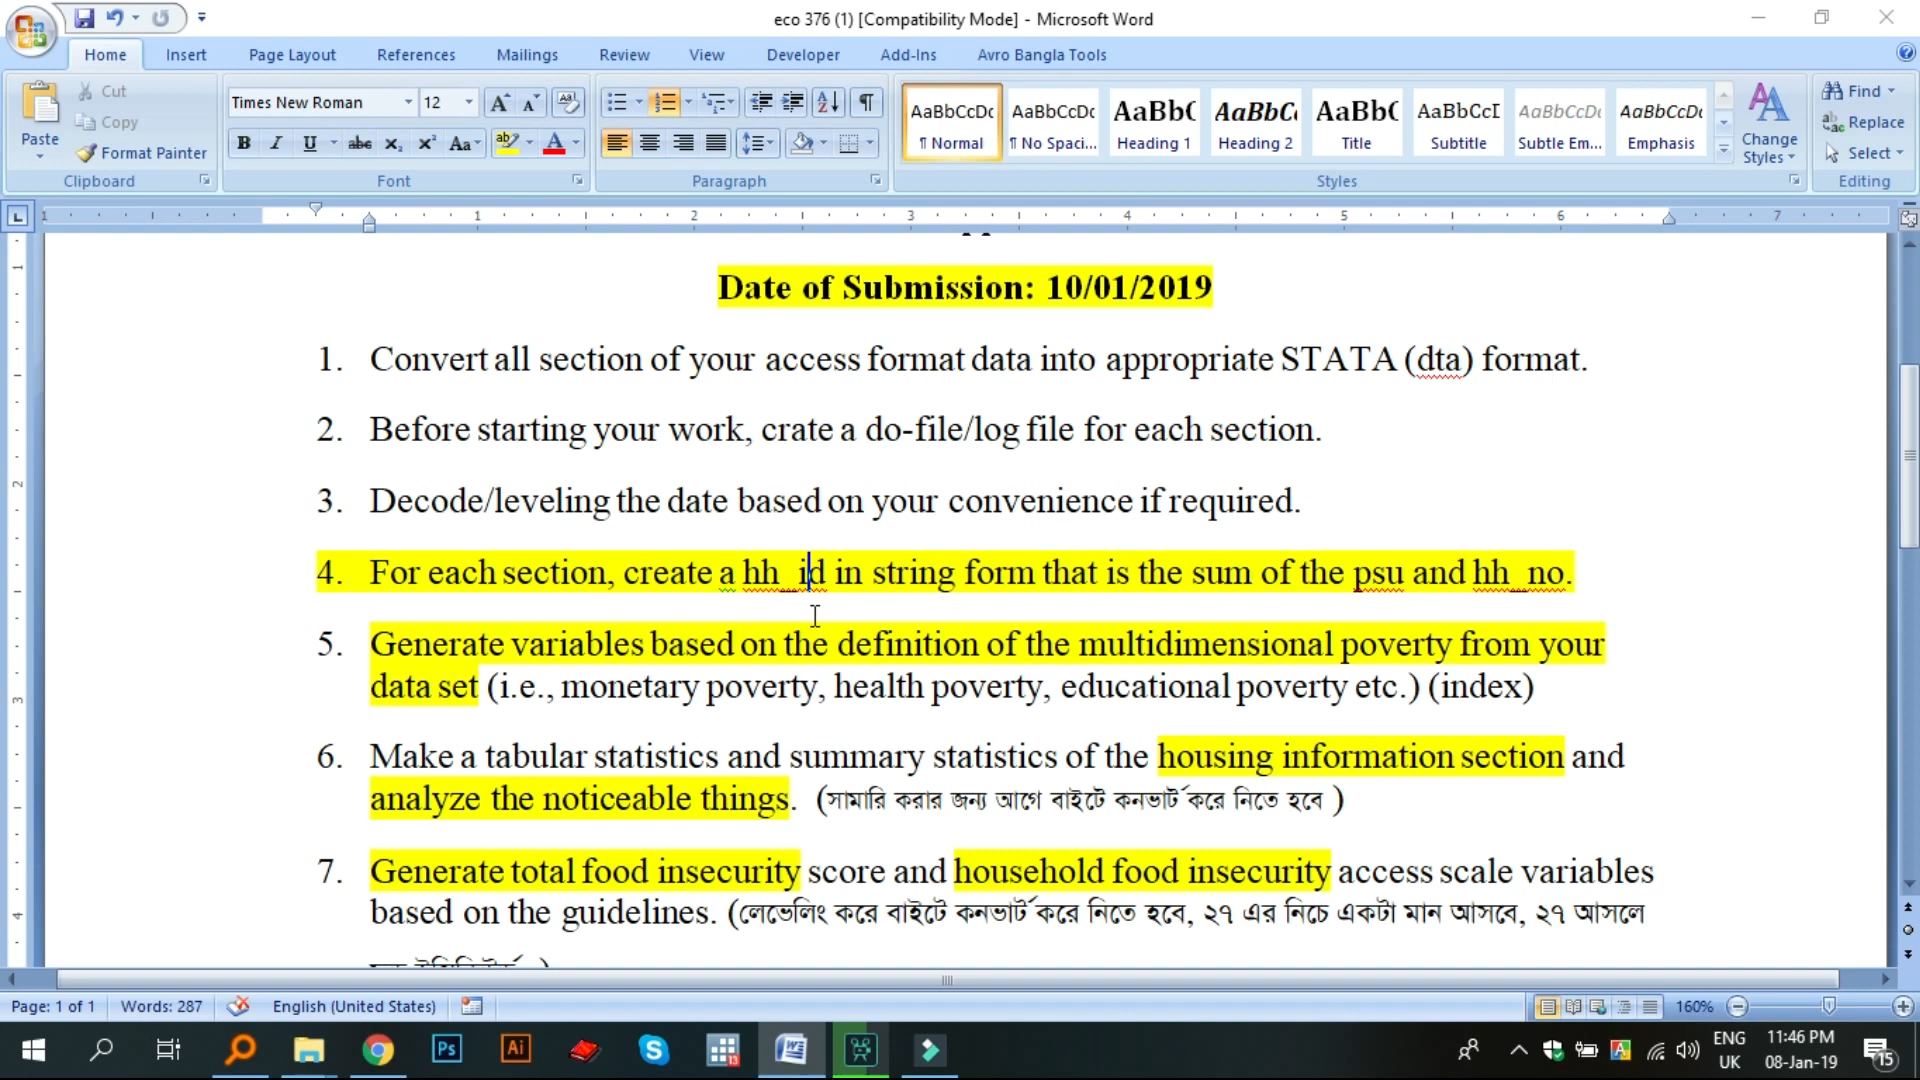 eco 376 (1) [Compatibility Mode] - Microsoft Word
Home Insert Page Layout References Mailings Review View Developer Add-Ins Avro Bangla Tools
Paste
Cut
Copy
Format Painter
Clipboard
Times New Roman 12
Font
Paragraph
AaBbCcDc AaBbCcDc AaBbC AaBbCc AaBbC AaBbCcI AaBbCcDc AaBbCcDc
¶ Normal ¶ No Spaci... Heading 1 Heading 2 Title Subtitle Subtle Em... Emphasis
Change Styles
Styles
Find
Replace
Select
Editing
1 1 2 3 4 5 6 7
Date of Submission: 10/01/2019
1. Convert all section of your access format data into appropriate STATA (dta) format.
2. Before starting your work, crate a do-file/log file for each section.
3. Decode/leveling the date based on your convenience if required.
4. For each section, create a hh_id in string form that is the sum of the psu and hh_no.
5. Generate variables based on the definition of the multidimensional poverty from your
data set (i.e., monetary poverty, health poverty, educational poverty etc.) (index)
6. Make a tabular statistics and summary statistics of the housing information section and
analyze the noticeable things. (সামারি করার জন্য আগে বাইটে কনভার্ট করে নিতে হবে )
7. Generate total food insecurity score and household food insecurity access scale variables
based on the guidelines. (লেভেলিং করে বাইটে কনভার্ট করে নিতে হবে, ২৭ এর নিচে একটা মান আসবে, ২৭ আসলে
Page: 1 of 1 Words: 287 English (United States) 160%
ENG 11:46 PM
UK 08-Jan-19 15